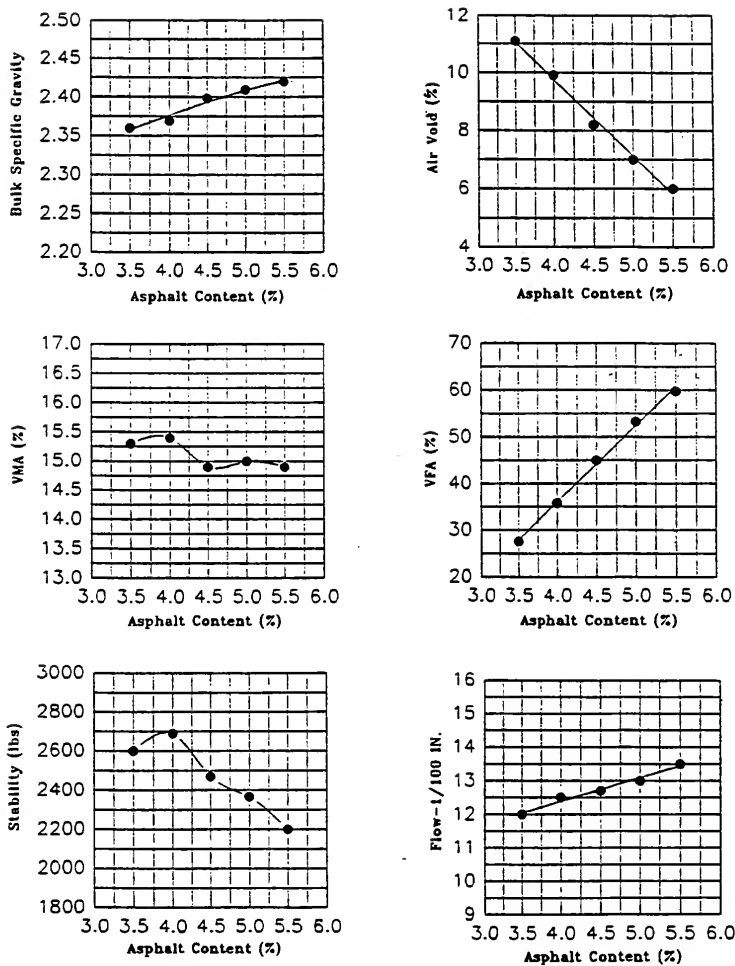 2.50
2.45
2.40
2.35
2.30
2.25
2.20
Bulk Specific Gravity
3.0 3.5 4.0 4.5 5.0 5.5 6.0
Asphalt Content (%)
12
10
8
6
4
Air Void (%)
3.0 3.5 4.0 4.5 5.0 5.5 6.0
Asphalt Content (%)
17.0
16.5
16.0
15.5
15.0
14.5
14.0
13.5
13.0
VMA (%)
3.0 3.5 4.0 4.5 5.0 5.5 6.0
Asphalt Content (%)
70
60
50
40
30
20
VFA (%)
3.0 3.5 4.0 4.5 5.0 5.5 6.0
Asphalt Content (%)
3000
2800
2600
2400
2200
2000
1800
Stability (lbs)
3.0 3.5 4.0 4.5 5.0 5.5 6.0
Asphalt Content (%)
16
15
14
13
12
11
10
9
Flow-1/100 IN.
3.0 3.5 4.0 4.5 5.0 5.5 6.0
Asphalt Content (%)